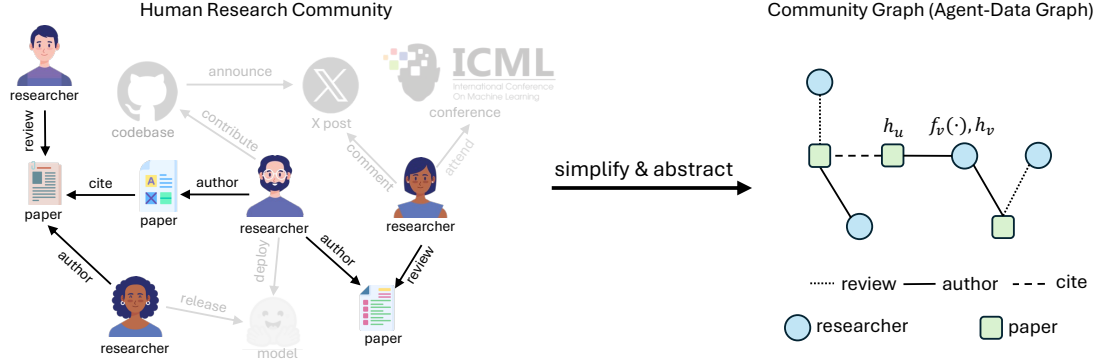 Human Research Community
researcher
review
paper
cite
paper
author
researcher
author
researcher
announce
codebase
contribute
X post
comment
ICML
International Conference
On Machine Learning
conference
attend
researcher
author
review
paper
deploy
release
model
simplify & abstract
Community Graph (Agent-Data Graph)
h_u
f_v(·), h_v
review
author
cite
researcher
paper